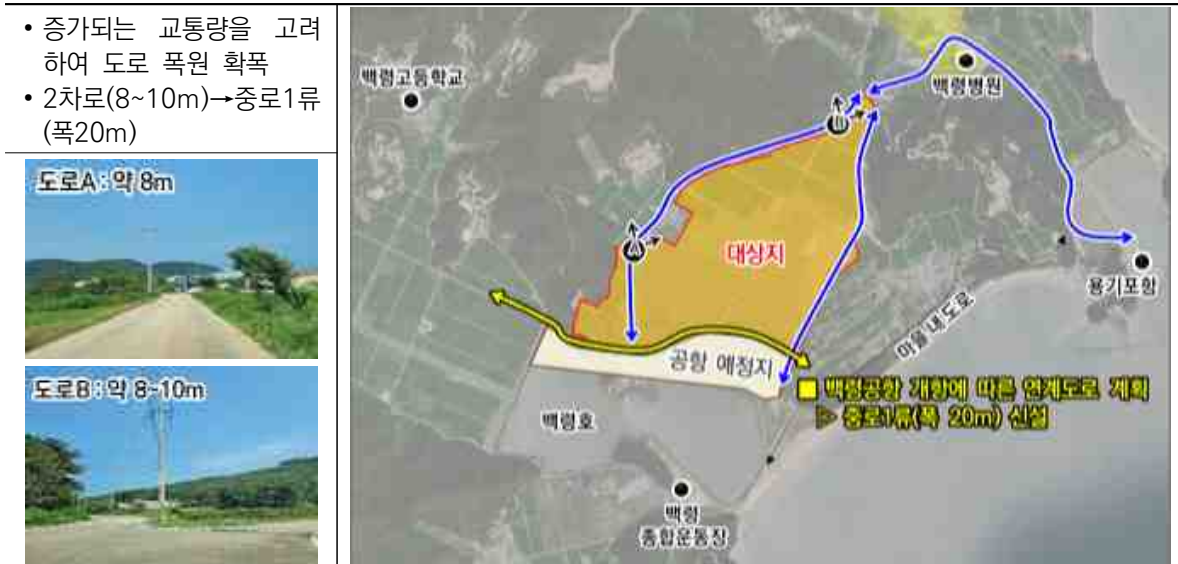 • 증가되는 교통량을 고려
하여 도로 폭원 확폭
• 2차로(8~10m)→중로1류
(폭20m)
도로A : 약 8m
도로B : 약 8~10m
백령고등학교
백령병원
B
A
대상지
용기포항
마을 내 도로
공항 예정지
백령공항 개항에 따른 연계도로 계획
▶ 중로1류(폭 20m) 신설
백령호
백령
종합운동장